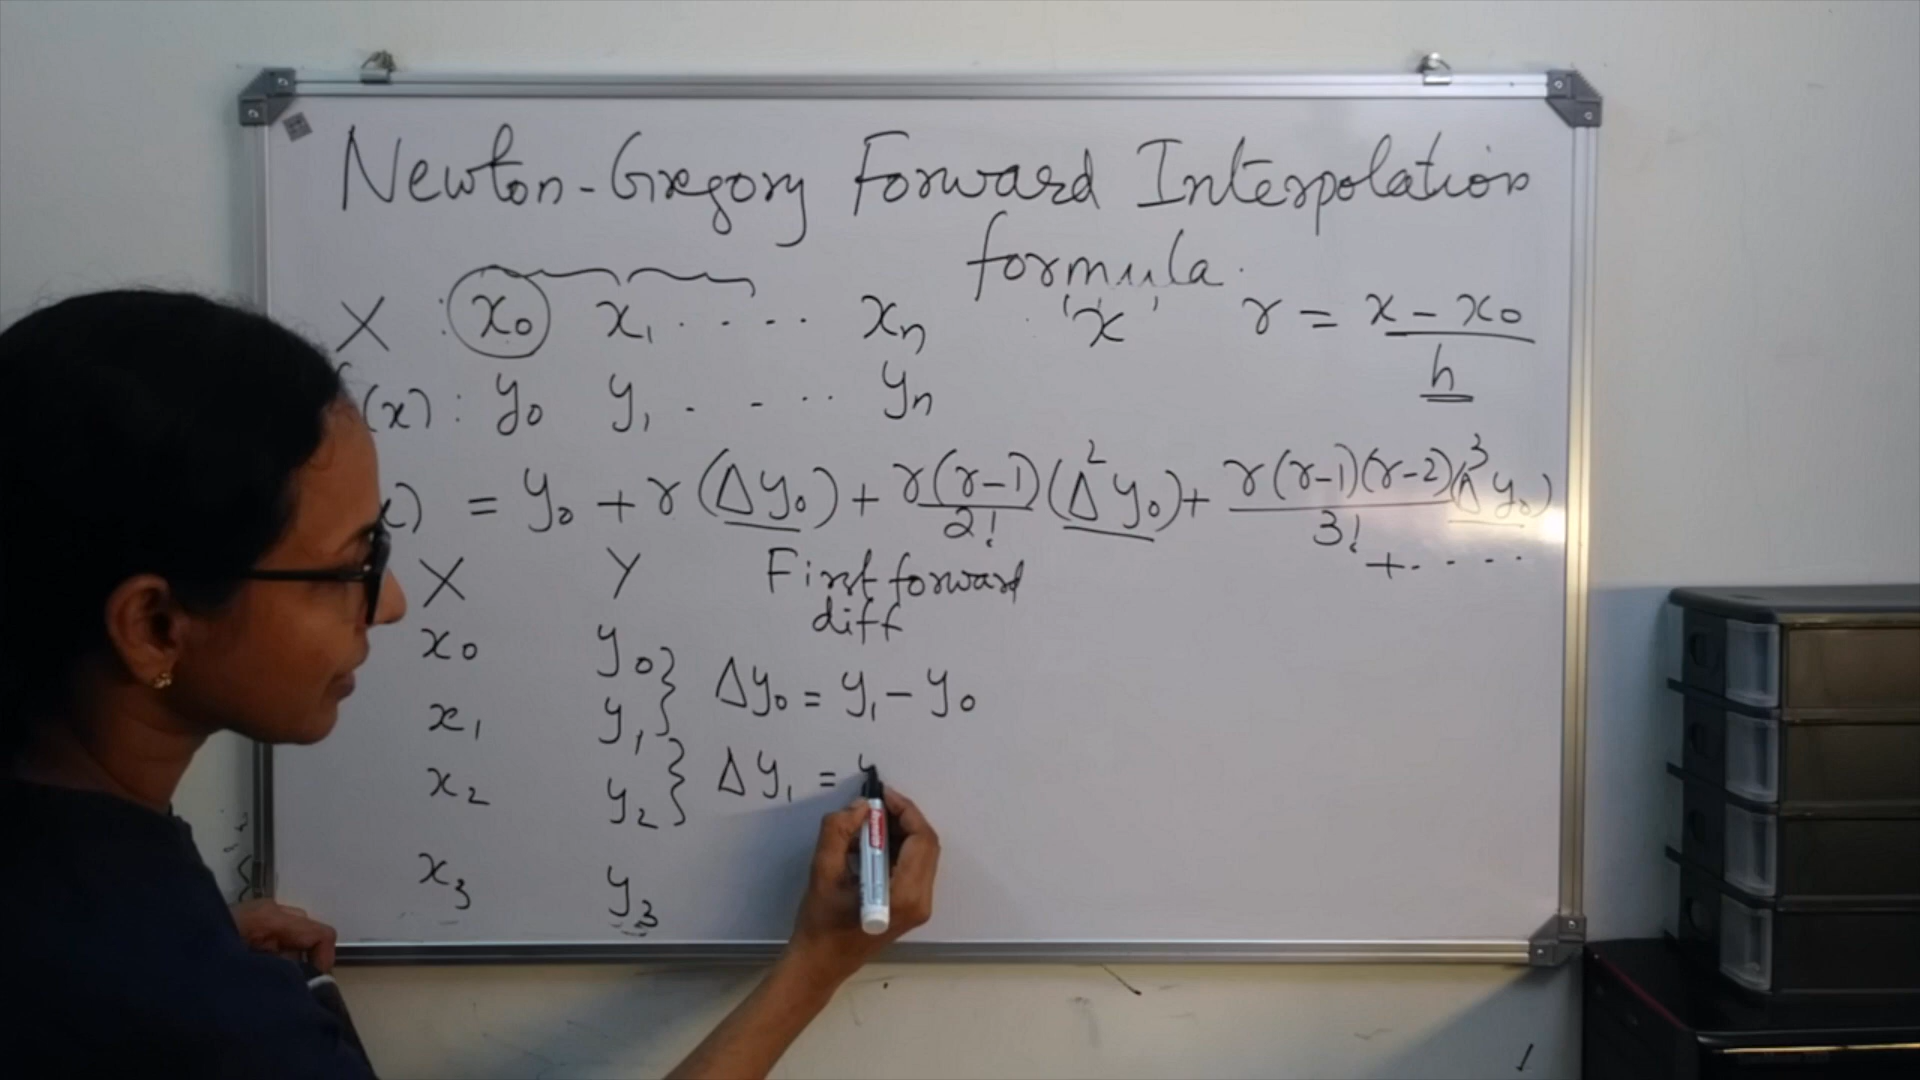 Newton-Gregory Forward Interpolation
formula.
X : x₀ x₁ .... xₙ 'x' r = (x - x₀)/h
(x) : y₀ y₁ - - .. yₙ
) = y₀ + r(Δy₀) + r(r-1)/2! (Δ²y₀) + r(r-1)(r-2)/3! (Δ³y₀)
+....
X Y First forward
diff
x₀ y₀ } Δy₀ = y₁ - y₀
x₁ y₁
x₂ y₂ } Δy₁ =
x₃ y₃